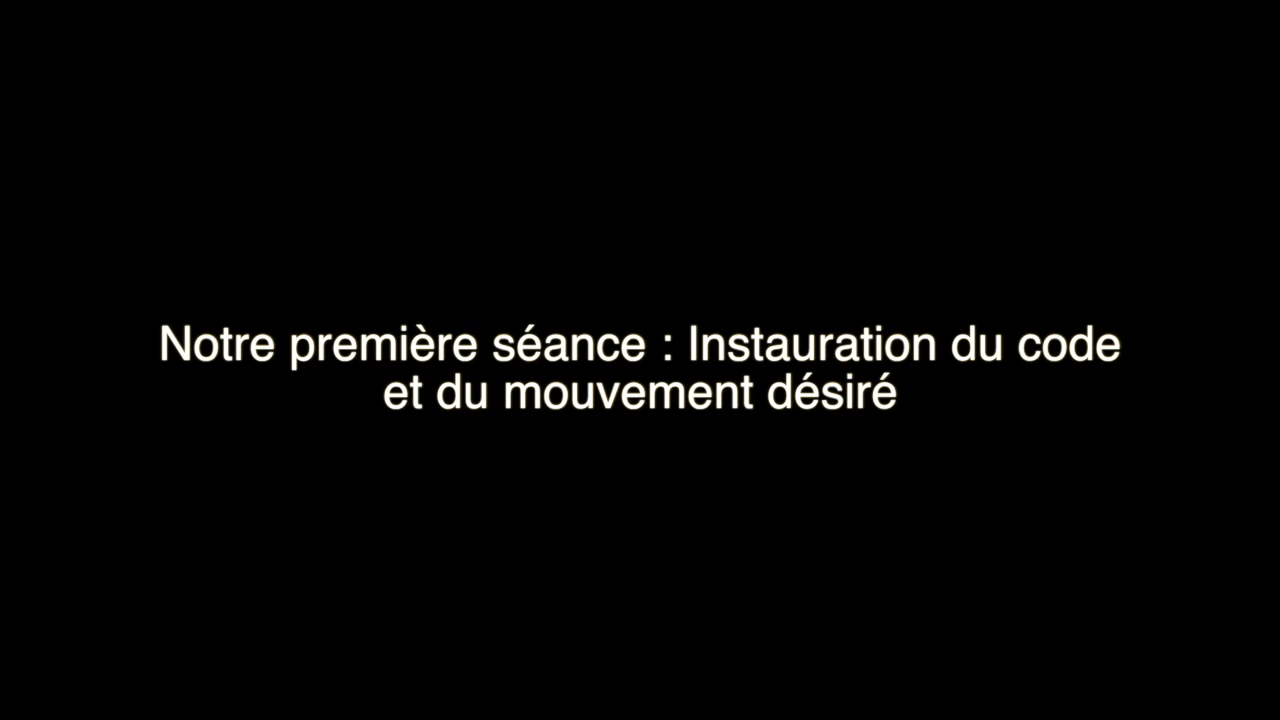 Notre première séance : Instauration du code
et du mouvement désiré